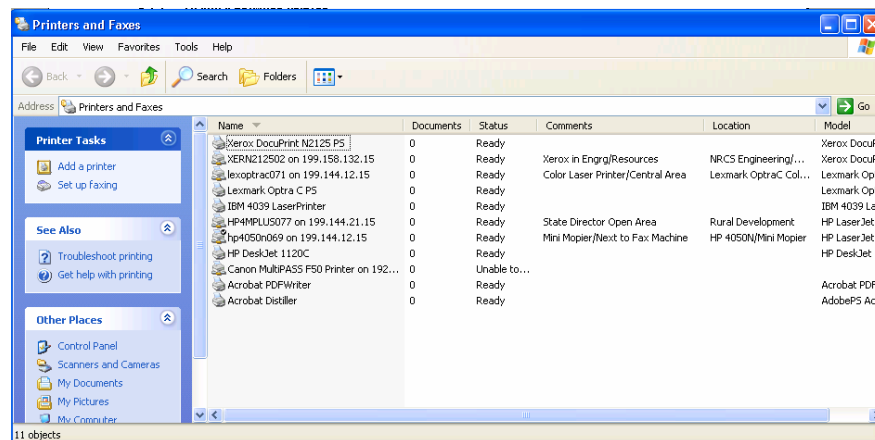 Printers and Faxes
File Edit View Favorites Tools Help
Back Search Folders
Address Printers and Faxes Go
Printer Tasks
Add a printer
Set up faxing
See Also
Troubleshoot printing
Get help with printing
Other Places
Control Panel
Scanners and Cameras
My Documents
My Pictures
My Computer
Name Documents Status Comments Location Model
Xerox DocuPrint N2125 PS 0 Ready Xerox DocuP
XERN212502 on 199.158.132.15 0 Ready Xerox in Engrg/Resources NRCS Engineering/... Xerox DocuP
lexoptrac071 on 199.144.12.15 0 Ready Color Laser Printer/Central Area Lexmark OptraC Col... Lexmark Op
Lexmark Optra C PS 0 Ready Lexmark Op
IBM 4039 LaserPrinter 0 Ready IBM 4039 La
HP4MPLUS077 on 199.144.21.15 0 Ready State Director Open Area Rural Development HP LaserJet
hp4050n069 on 199.144.12.15 0 Ready Mini Mopier/Next to Fax Machine HP 4050N/Mini Mopier HP LaserJet
HP DeskJet 1120C 0 Ready HP DeskJet
Canon MultiPASS F50 Printer on 192... 0 Unable to...
Acrobat PDFWriter 0 Ready Acrobat PDF
Acrobat Distiller 0 Ready AdobePS Ac
11 objects